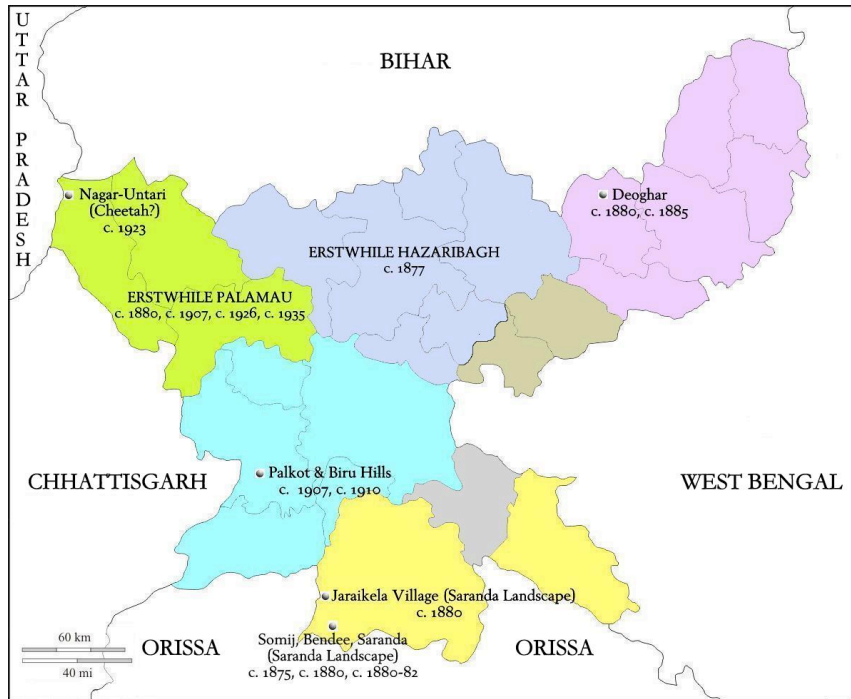 UTTAR PRADESH
BIHAR
Nagar-Untari
(Cheetah?)
c. 1923
Deoghar
c. 1880, c. 1885
ERSTWHILE HAZARIBAGH
c. 1877
ERSTWHILE PALAMAU
c. 1880, c. 1907, c. 1926, c. 1935
CHHATTISGARH
Palkot & Biru Hills
c. 1907, c. 1910
WEST BENGAL
Jaraikela Village (Saranda Landscape)
c. 1880
60 km
40 mi
ORISSA
Somij, Bendee, Saranda
(Saranda Landscape)
c. 1875, c. 1880, c. 1880-82
ORISSA